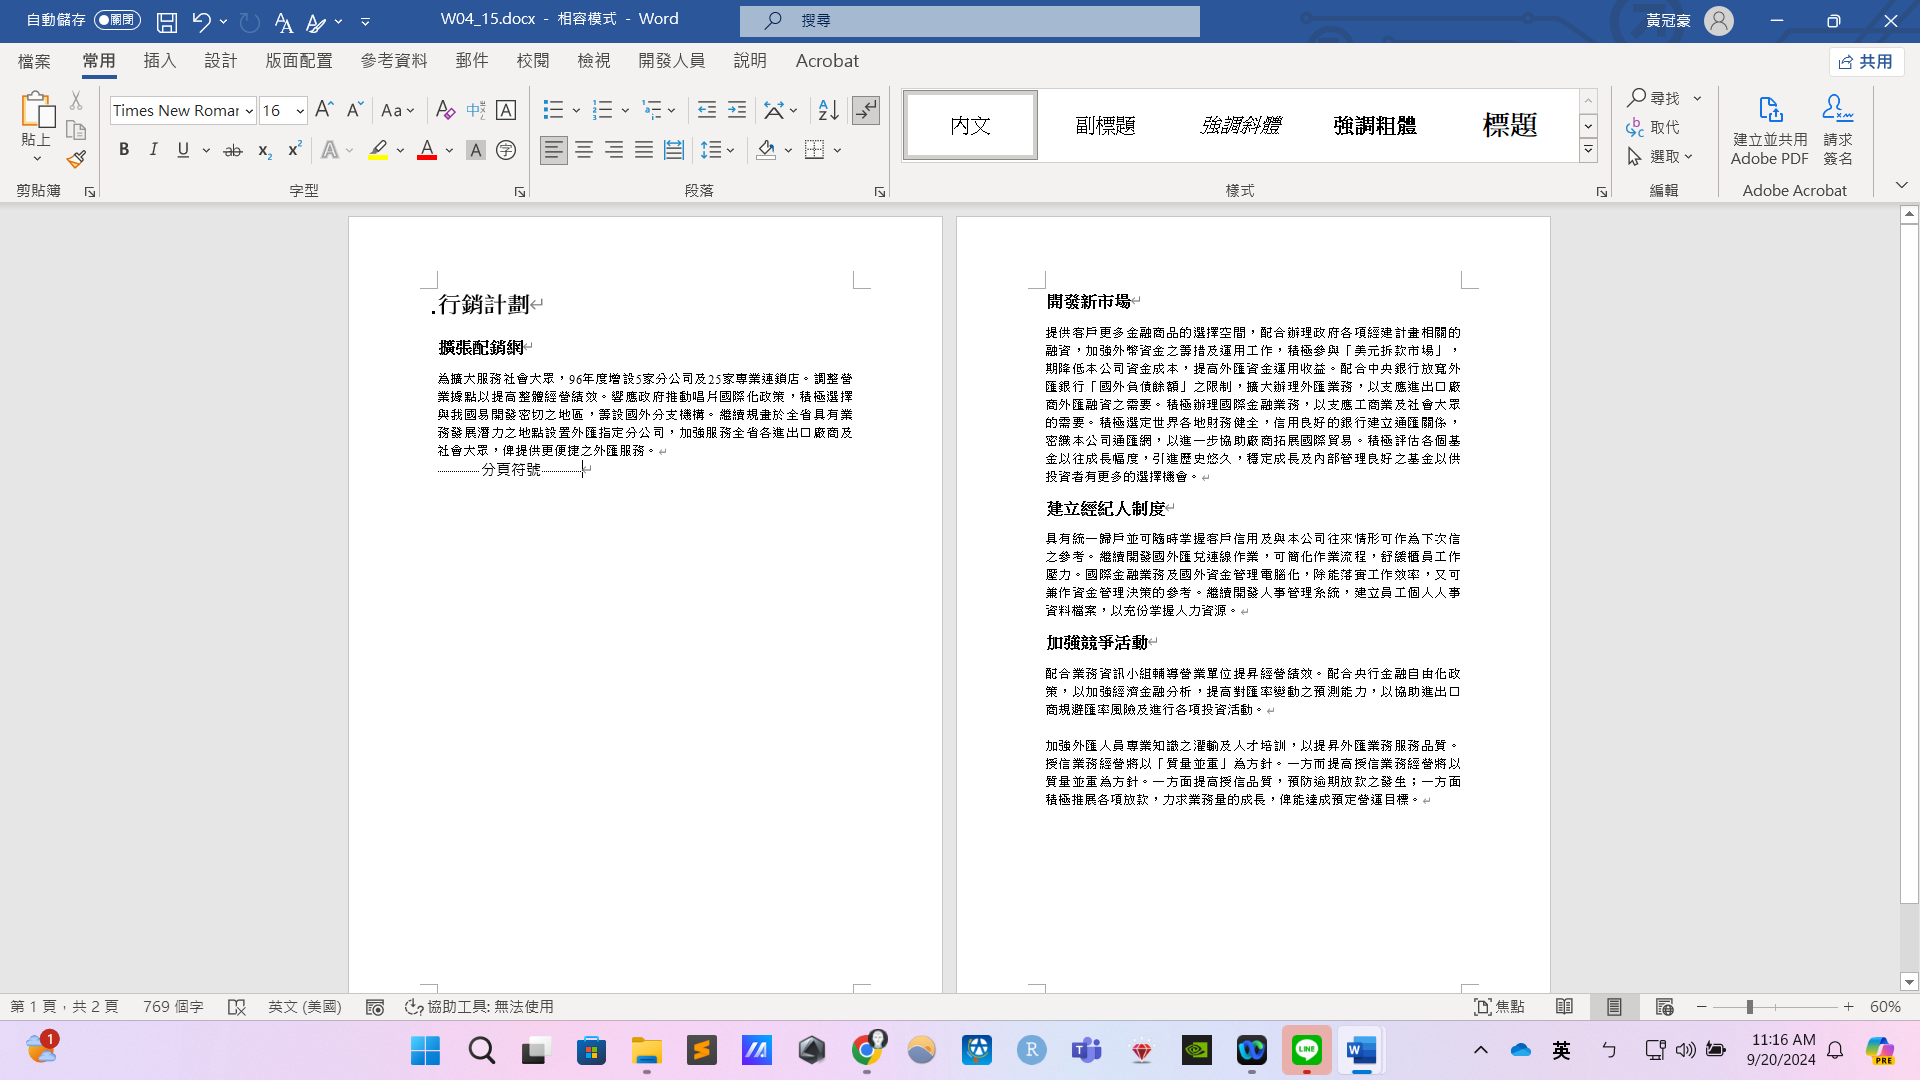 自動儲存 關閉 W04_15.docx - 相容模式 - Word 搜尋 黃冠豪
檔案 常用 插入 設計 版面配置 參考資料 郵件 校閱 檢視 開發人員 說明 Acrobat 共用
貼上 Times New Roman 16 Aa 內文 副標題 強調斜體 強調粗體 標題 尋找 取代 選取 建立並共用 Adobe PDF 請求 簽名
剪貼簿 字型 段落 樣式 編輯 Adobe Acrobat
行銷計劃
擴張配銷網
為擴大服務社會大眾，96年度增設5家分公司及25家專業連鎖店。調整營
業據點以提高整體經營績效。響應政府推動唱片國際化政策，積極選擇
與我國易開發密切之地區，籌設國外分支機構。繼續規畫於全省具有業
務發展潛力之地點設置外匯指定分公司，加強服務全省各進出口廠商及
社會大眾，俾提供更便捷之外匯服務。
分頁符號
開發新市場
提供客戶更多金融商品的選擇空間，配合辦理政府各項經建計畫相關的
融資，加強外幣資金之籌措及運用工作，積極參與「美元拆款市場」，
期降低本公司資金成本，提高外匯資金運用收益。配合中央銀行放寬外
匯銀行「國外負債餘額」之限制，擴大辦理外匯業務，以支應進出口廠
商外匯融資之需要。積極辦理國際金融業務，以支應工商業及社會大眾
的需要。積極選定世界各地財務健全，信用良好的銀行建立通匯關係，
密織本公司通匯網，以進一步協助廠商拓展國際貿易。積極評估各個基
金以往成長幅度，引進歷史悠久，穩定成長及內部管理良好之基金以供
投資者有更多的選擇機會。
建立經紀人制度
具有統一歸戶並可隨時掌握客戶信用及與本公司往來情形可作為下次信
之參考。繼續開發國外匯兌連線作業，可簡化作業流程，舒緩櫃員工作
壓力。國際金融業務及國外資金管理電腦化，除能落實工作效率，又可
兼作資金管理決策的參考。繼續開發人事管理系統，建立員工個人人事
資料檔案，以充份掌握人力資源。
加強競爭活動
配合業務資訊小組輔導營業單位提昇經營績效。配合央行金融自由化政
策，以加強經濟金融分析，提高對匯率變動之預測能力，以協助進出口
商規避匯率風險及進行各項投資活動。
加強外匯人員專業知識之灌輸及人才培訓，以提昇外匯業務服務品質。
授信業務經營將以「質量並重」為方針。一方而提高授信業務經營將以
質量並重為方針。一方面提高授信品質，預防逾期放款之發生；一方面
積極推展各項放款，力求業務量的成長，俾能達成預定營運目標。
第 1 頁，共 2 頁 769 個字 英文 (美國) 協助工具: 無法使用 焦點 60%
1 英 ㄅ 11:16 AM
9/20/2024 PRE